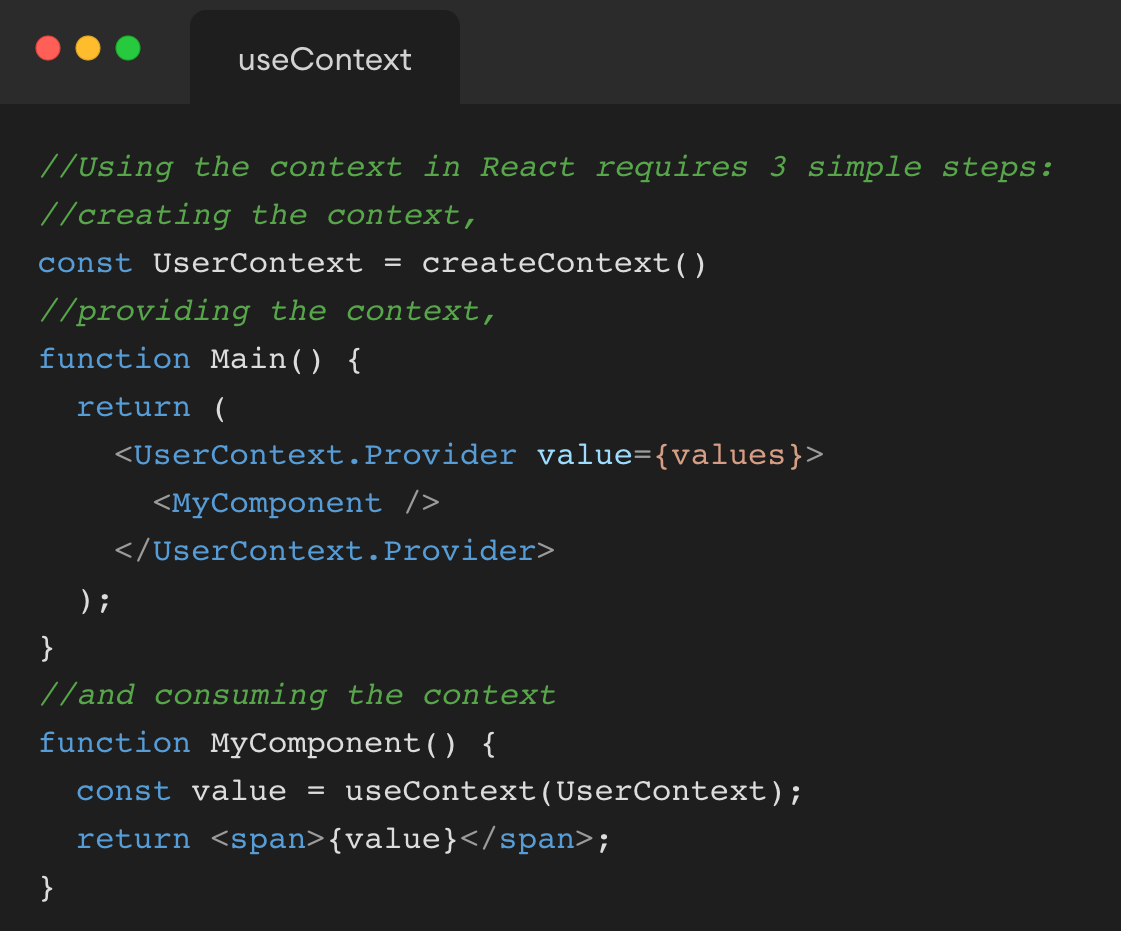 useContext
//Using the context in React requires 3 simple steps:
//creating the context,
const UserContext = createContext()
//providing the context,
function Main() {
  return (
    <UserContext.Provider value={values}>
      <MyComponent />
    </UserContext.Provider>
  );
}
//and consuming the context
function MyComponent() {
  const value = useContext(UserContext);
  return <span>{value}</span>;
}